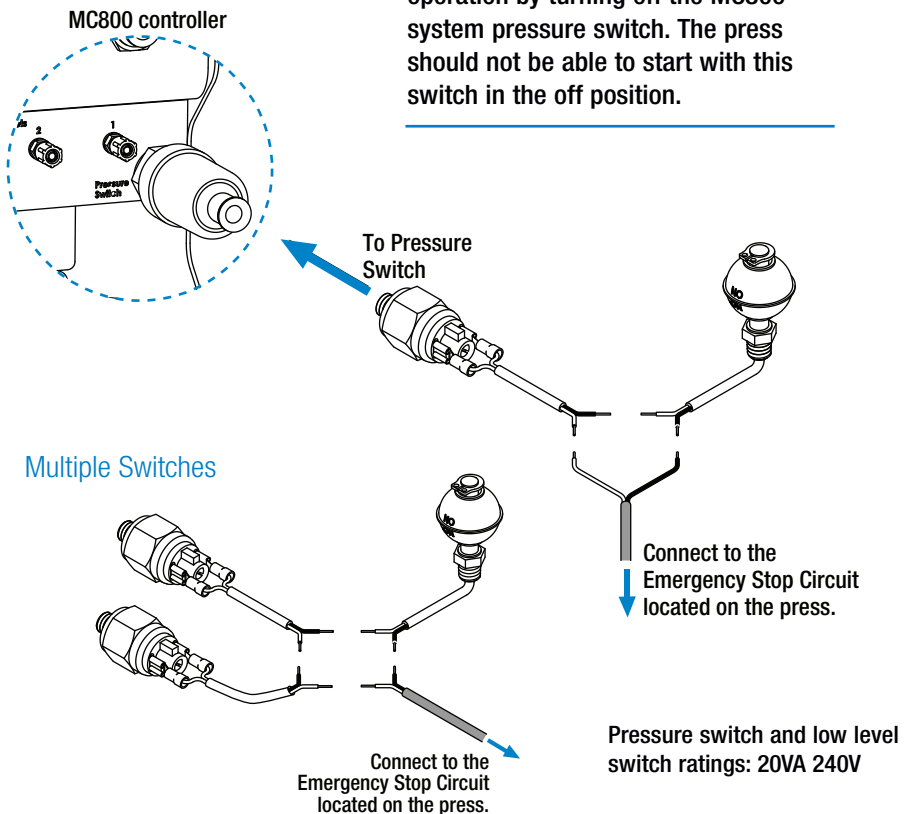 operation by turning off the MC800
system pressure switch. The press
should not be able to start with this
switch in the off position.
MC800 controller
2
1
Pressure
Switch
To Pressure
Switch
NO
Connect to the
Emergency Stop Circuit
located on the press.
Multiple Switches
NO
Connect to the
Emergency Stop Circuit
located on the press.
Pressure switch and low level
switch ratings: 20VA 240V